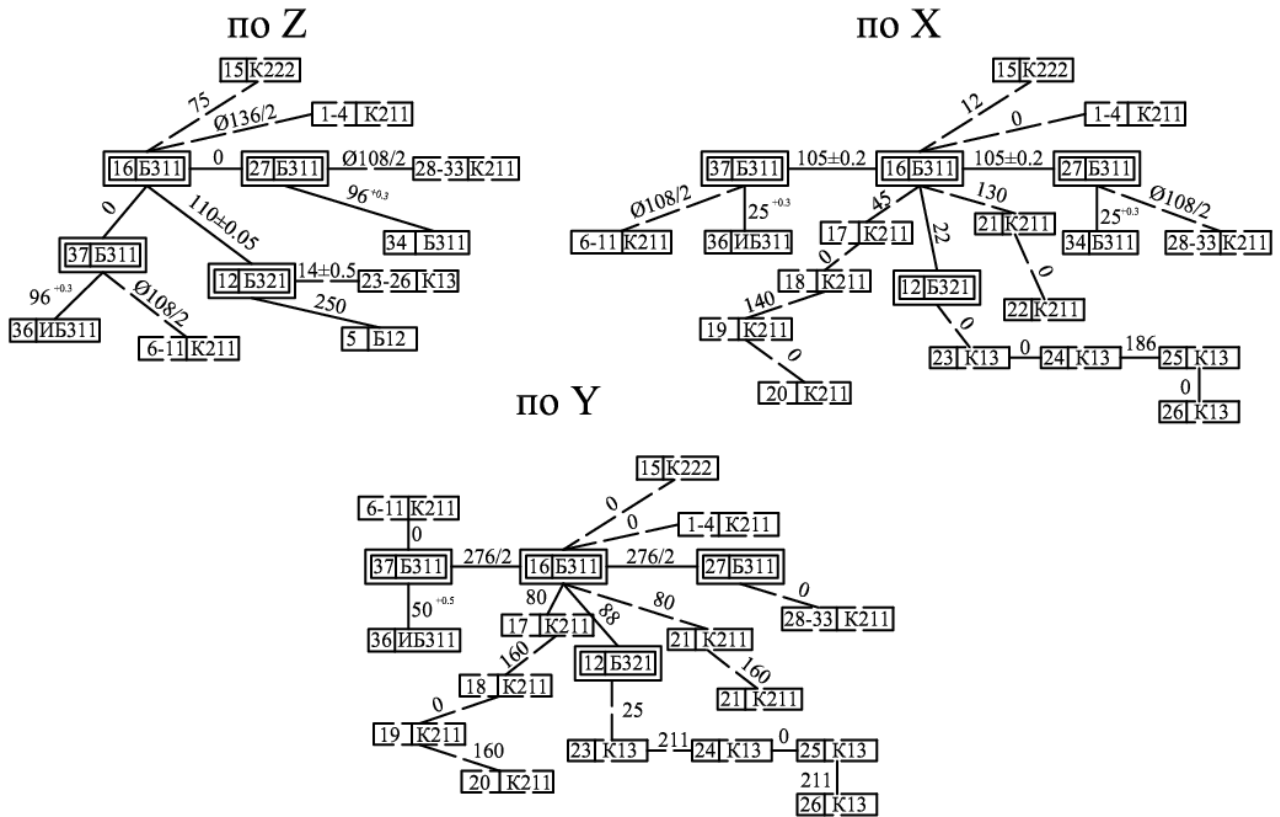 по Z
15 К222
75
Ø136/2
1-4 К211
16 Б311
0
27 Б311
Ø108/2
28-33 К211
96 +0.3
34 Б311
0
110±0.05
37 Б311
12 Б321
14±0.5
23-26 К13
250
5 Б12
96 +0.3
Ø108/2
36 ИБ311
6-11 К211
по X
15 К222
12
0
1-4 К211
37 Б311
105±0.2
16 Б311
105±0.2
27 Б311
Ø108/2
25 +0.3
6-11 К211
36 ИБ311
45
22
130
17 К211
21 К211
25 +0.3
Ø108/2
34 Б311
28-33 К211
0
18 К211
12 Б321
0
22 К211
140
19 К211
0
20 К211
0
23 К13
0
24 К13
186
25 К13
0
26 К13
по Y
15 К222
0
0
1-4 К211
6-11 К211
0
37 Б311
276/2
16 Б311
276/2
27 Б311
0
28-33 К211
50 +0.5
36 ИБ311
80
88
80
17 К211
21 К211
160
12 Б321
160
18 К211
21 К211
0
25
19 К211
160
20 К211
23 К13
211
24 К13
0
25 К13
211
26 К13